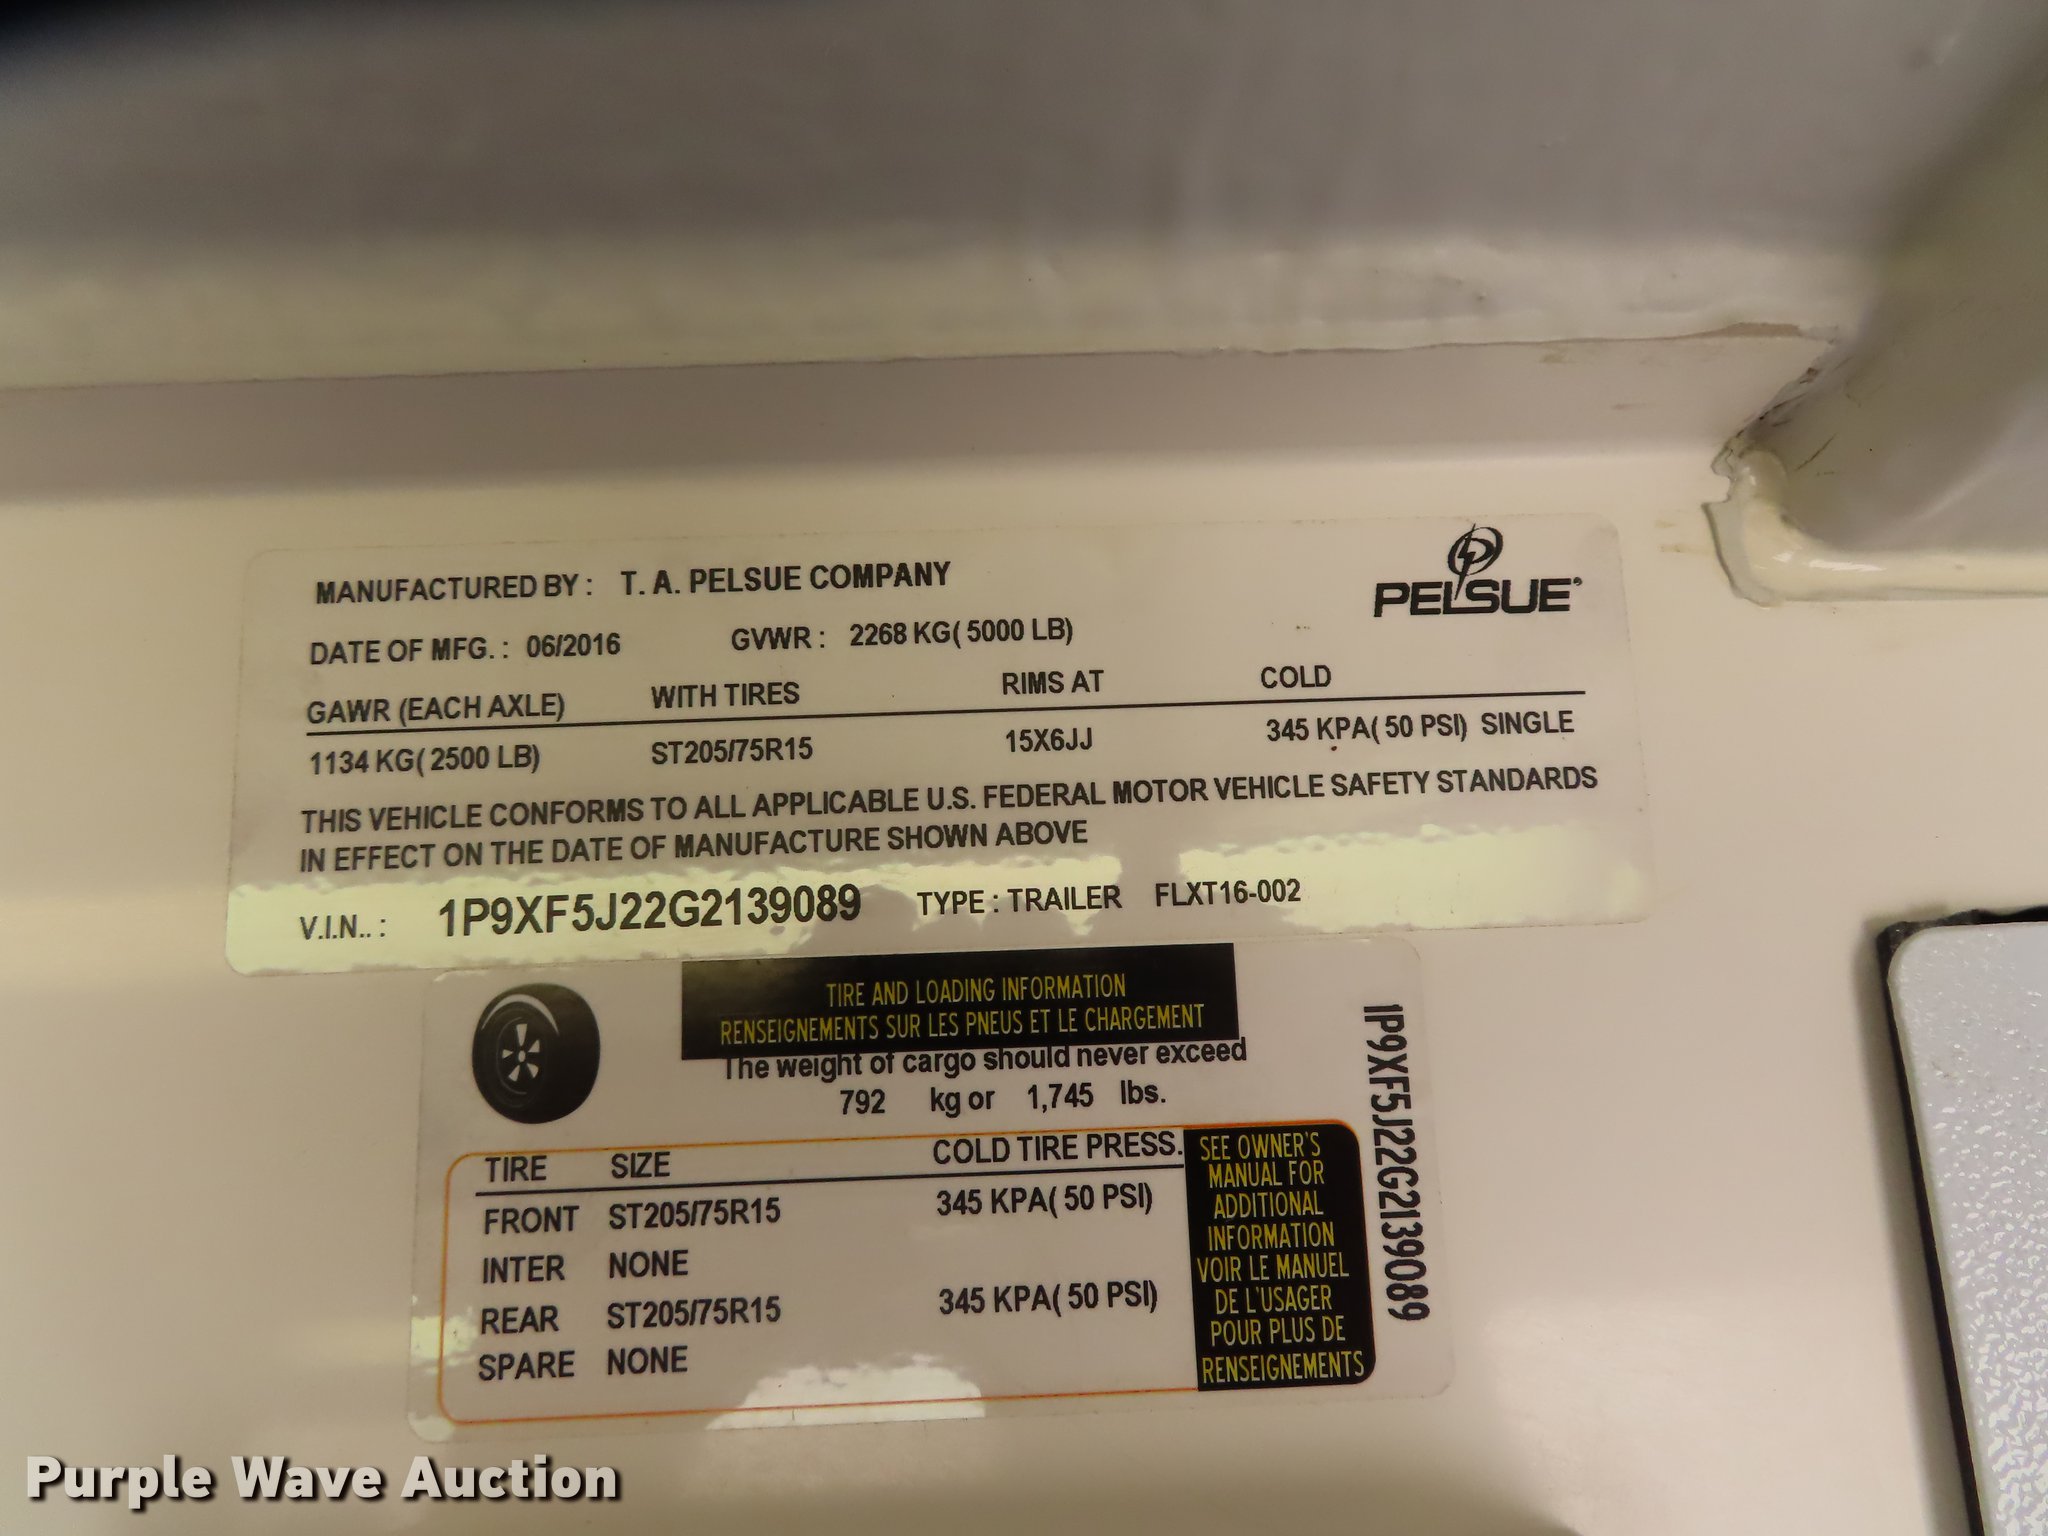 MANUFACTURED BY : T. A. PELSUE COMPANY
PELSUE®
DATE OF MFG. : 06/2016 GVWR : 2268 KG( 5000 LB)
GAWR (EACH AXLE) WITH TIRES RIMS AT COLD
1134 KG( 2500 LB) ST205/75R15 15X6JJ 345 KPA( 50 PSI) SINGLE
THIS VEHICLE CONFORMS TO ALL APPLICABLE U.S. FEDERAL MOTOR VEHICLE SAFETY STANDARDS
IN EFFECT ON THE DATE OF MANUFACTURE SHOWN ABOVE
V.I.N.. : 1P9XF5J22G2139089 TYPE : TRAILER FLXT16-002
TIRE AND LOADING INFORMATION
RENSEIGNEMENTS SUR LES PNEUS ET LE CHARGEMENT
The weight of cargo should never exceed
792 kg or 1,745 lbs.
TIRE SIZE COLD TIRE PRESS.
FRONT ST205/75R15 345 KPA( 50 PSI)
INTER NONE
REAR ST205/75R15 345 KPA( 50 PSI)
SPARE NONE
SEE OWNER'S
MANUAL FOR
ADDITIONAL
INFORMATION
VOIR LE MANUEL
DE L'USAGER
POUR PLUS DE
RENSEIGNEMENTS
1P9XF5J22G2139089
Purple Wave Auction